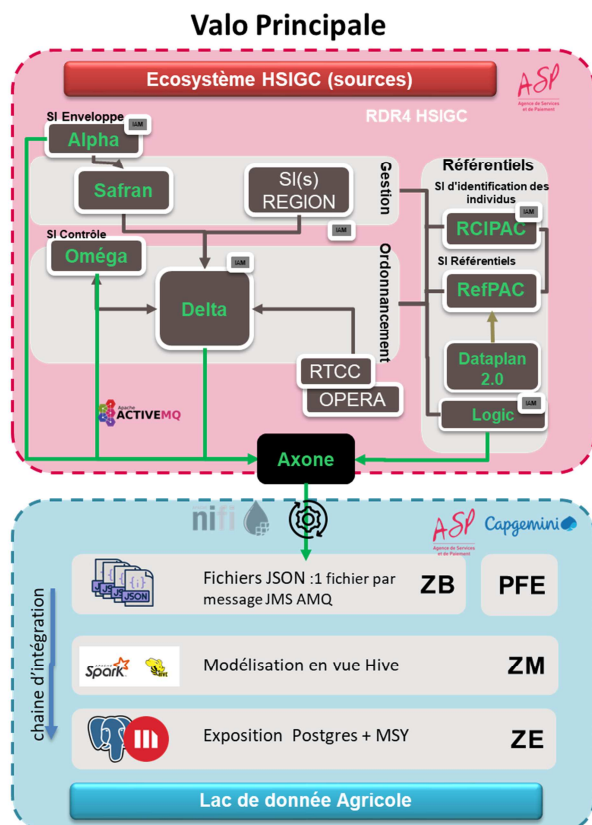 Valo Principale
Ecosystème HSIGC (sources)
ASP
Agence de Services
et de Paiement
RDR4 HSIGC
SI Enveloppe
IAM
Alpha
Safran
SI(s)
REGION
IAM
Gestion
Référentiels
SI d'identification des
individus
IAM
RCIPAC
SI Contrôle
Oméga
IAM
Delta
Ordonnancement
SI Référentiels
RefPAC
RTCC
OPERA
Dataplan
2.0
IAM
Logic
Apache
ACTIVEMQ
Axone
nifi
ASP
Agence de Services
et de Paiement
Capgemini
chaine d'intégration
JSON
Fichiers JSON :1 fichier par
message JMS AMQ
ZB
PFE
Spark
HIVE
Modélisation en vue Hive
ZM
Exposition Postgres + MSY
ZE
Lac de donnée Agricole